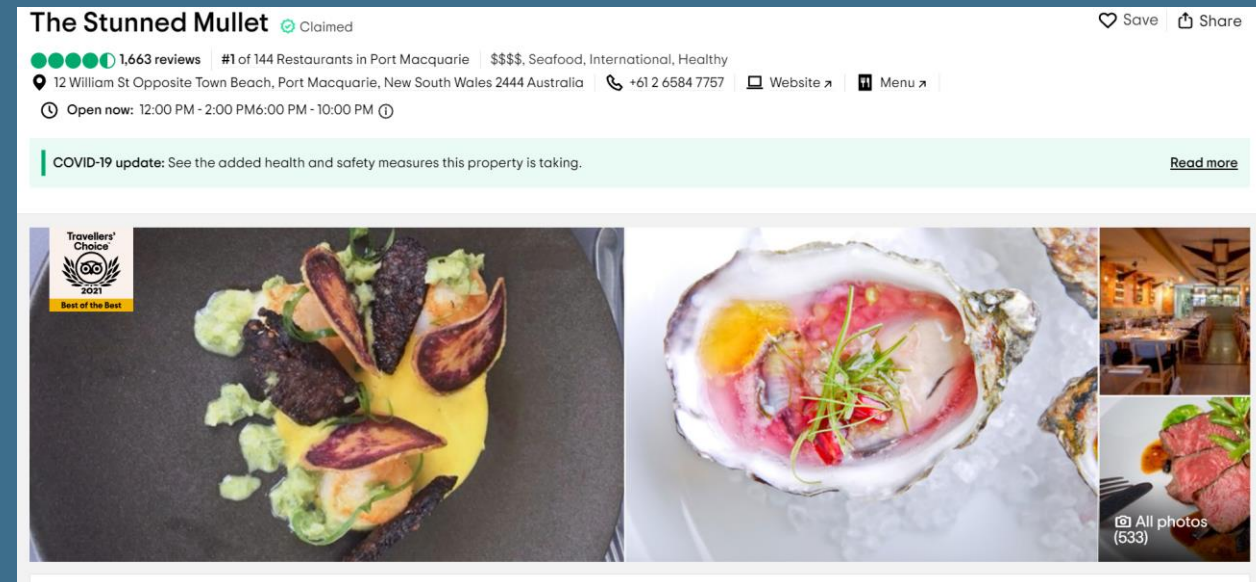 The Stunned Mullet Claimed Save Share
1,663 reviews #1 of 144 Restaurants in Port Macquarie $$$$, Seafood, International, Healthy
12 William St Opposite Town Beach, Port Macquarie, New South Wales 2444 Australia +61 2 6584 7757 Website Menu
Open now: 12:00 PM - 2:00 PM6:00 PM - 10:00 PM
COVID-19 update: See the added health and safety measures this property is taking. Read more
Travellers'
Choice
2021
Best of the Best
All photos
(533)